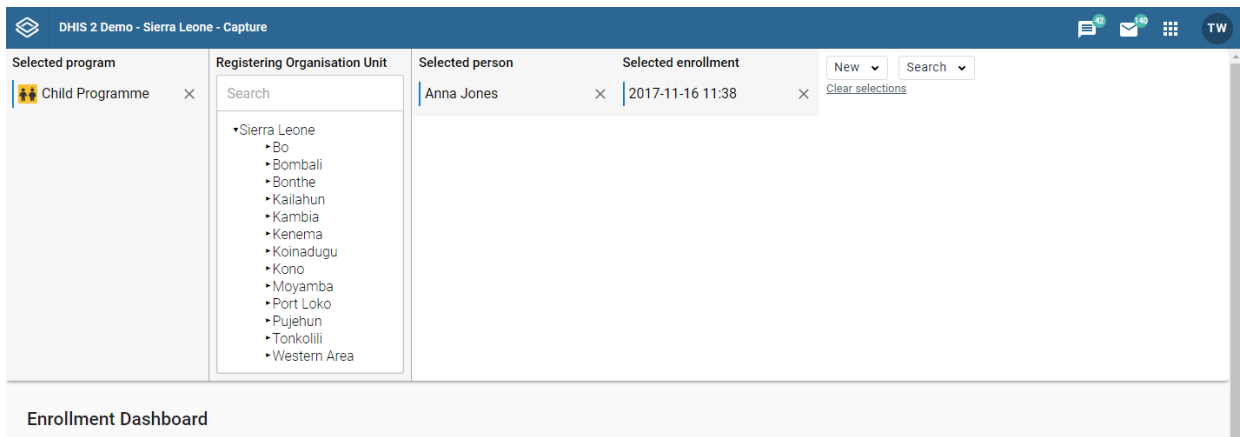 DHIS 2 Demo - Sierra Leone - Capture
42
140
TW
Selected program
Child Programme
Registering Organisation Unit
Search
Sierra Leone
Bo
Bombali
Bonthe
Kailahun
Kambia
Kenema
Koinadugu
Kono
Moyamba
Port Loko
Pujehun
Tonkolili
Western Area
Selected person
Anna Jones
Selected enrollment
2017-11-16 11:38
New
Search
Clear selections
Enrollment Dashboard